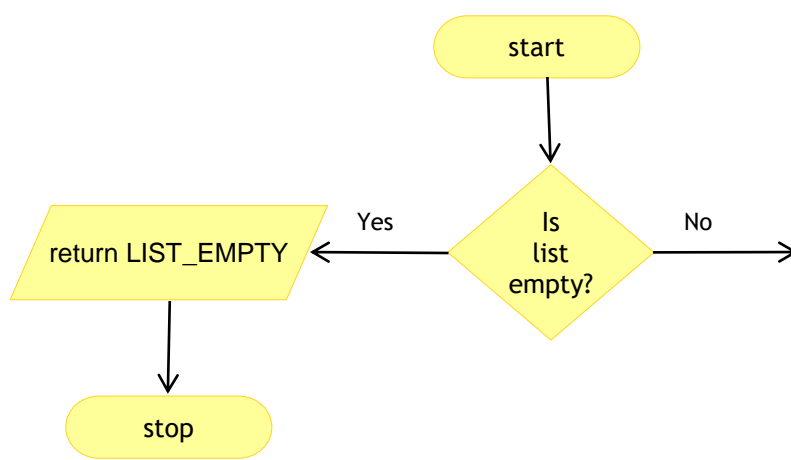 start
Yes
Is
list
empty?
No
return LIST_EMPTY
stop